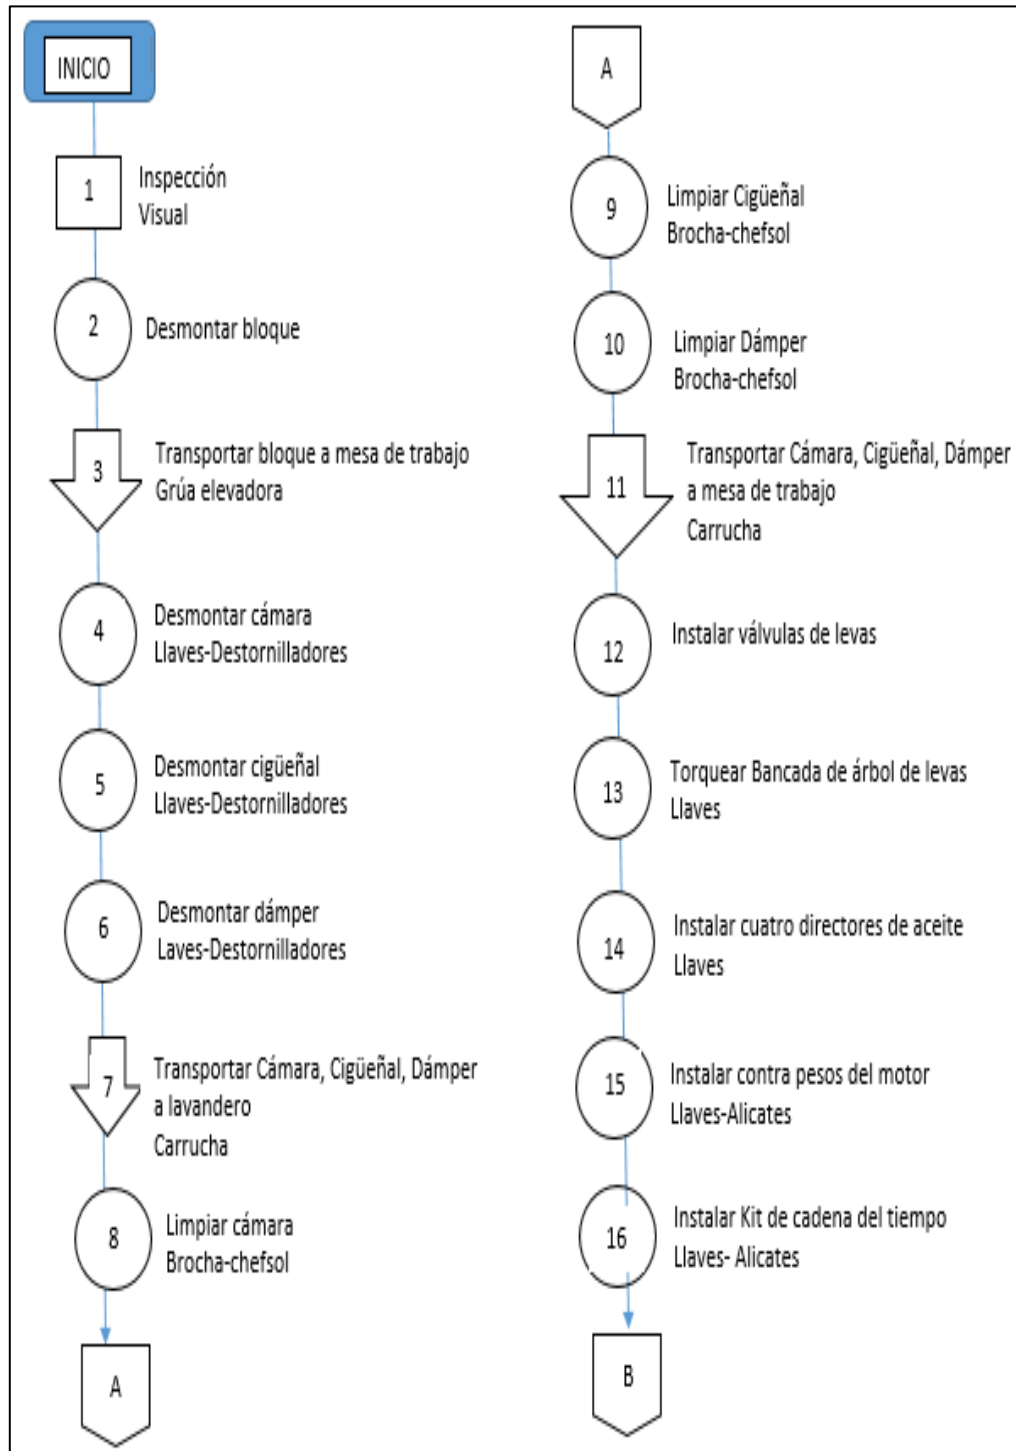 INICIO
1
Inspección
Visual
2
Desmontar bloque
3
Transportar bloque a mesa de trabajo
Grúa elevadora
4
Desmontar cámara
Llaves-Destornilladores
5
Desmontar cigüeñal
Llaves-Destornilladores
6
Desmontar dámper
Laves-Destornilladores
7
Transportar Cámara, Cigüeñal, Dámper
a lavandero
Carrucha
8
Limpiar cámara
Brocha-chefsol
A
A
9
Limpiar Cigüeñal
Brocha-chefsol
10
Limpiar Dámper
Brocha-chefsol
11
Transportar Cámara, Cigüeñal, Dámper
a mesa de trabajo
Carrucha
12
Instalar válvulas de levas
13
Torquear Bancada de árbol de levas
Llaves
14
Instalar cuatro directores de aceite
Llaves
15
Instalar contra pesos del motor
Llaves-Alicates
16
Instalar Kit de cadena del tiempo
Llaves- Alicates
B